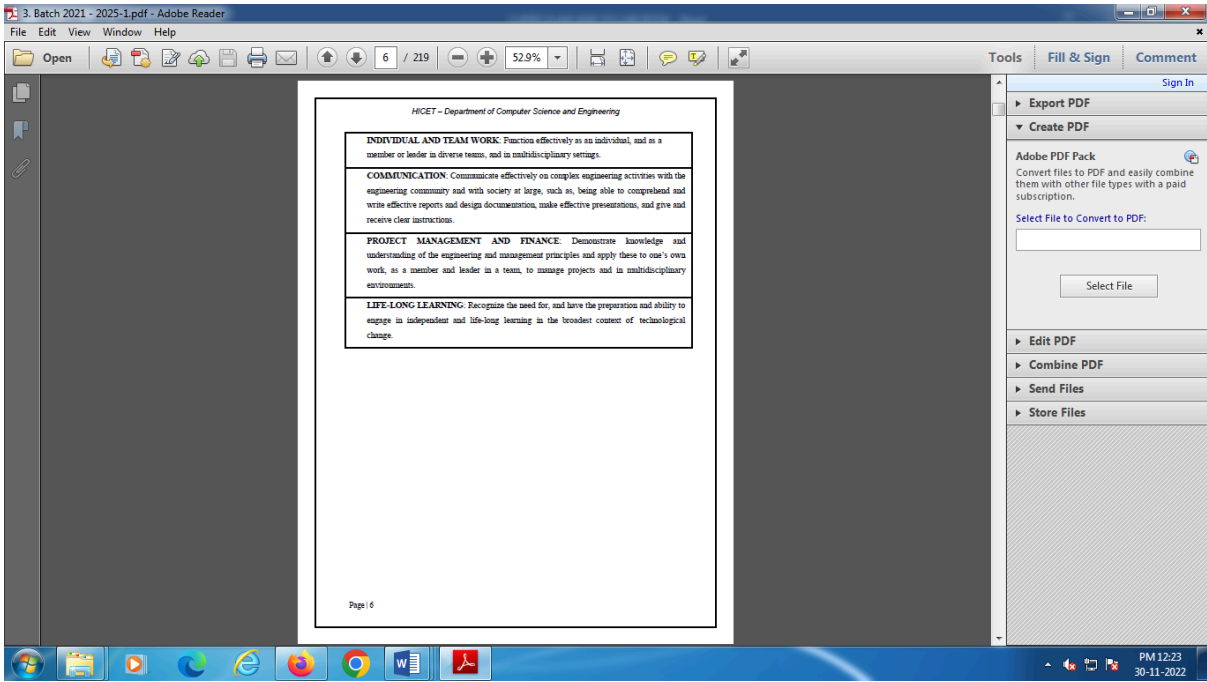 3. Batch 2021 - 2025-1.pdf - Adobe Reader
File Edit View Window Help
Open 6 / 219 52.9% Tools Fill & Sign Comment
HICET – Department of Computer Science and Engineering
INDIVIDUAL AND TEAM WORK: Function effectively as an individual, and as a
member or leader in diverse teams, and in multidisciplinary settings.
COMMUNICATION: Communicate effectively on complex engineering activities with the
engineering community and with society at large, such as, being able to comprehend and
write effective reports and design documentation, make effective presentations, and give and
receive clear instructions.
PROJECT MANAGEMENT AND FINANCE: Demonstrate knowledge and
understanding of the engineering and management principles and apply these to one's own
work, as a member and leader in a team, to manage projects and in multidisciplinary
environments.
LIFE-LONG LEARNING: Recognize the need for, and have the preparation and ability to
engage in independent and life-long learning in the broadest context of technological
change.
Page | 6
Sign In
Export PDF
Create PDF
Adobe PDF Pack
Convert files to PDF and easily combine
them with other file types with a paid
subscription.
Select File to Convert to PDF:
Select File
Edit PDF
Combine PDF
Send Files
Store Files
PM 12:23
30-11-2022